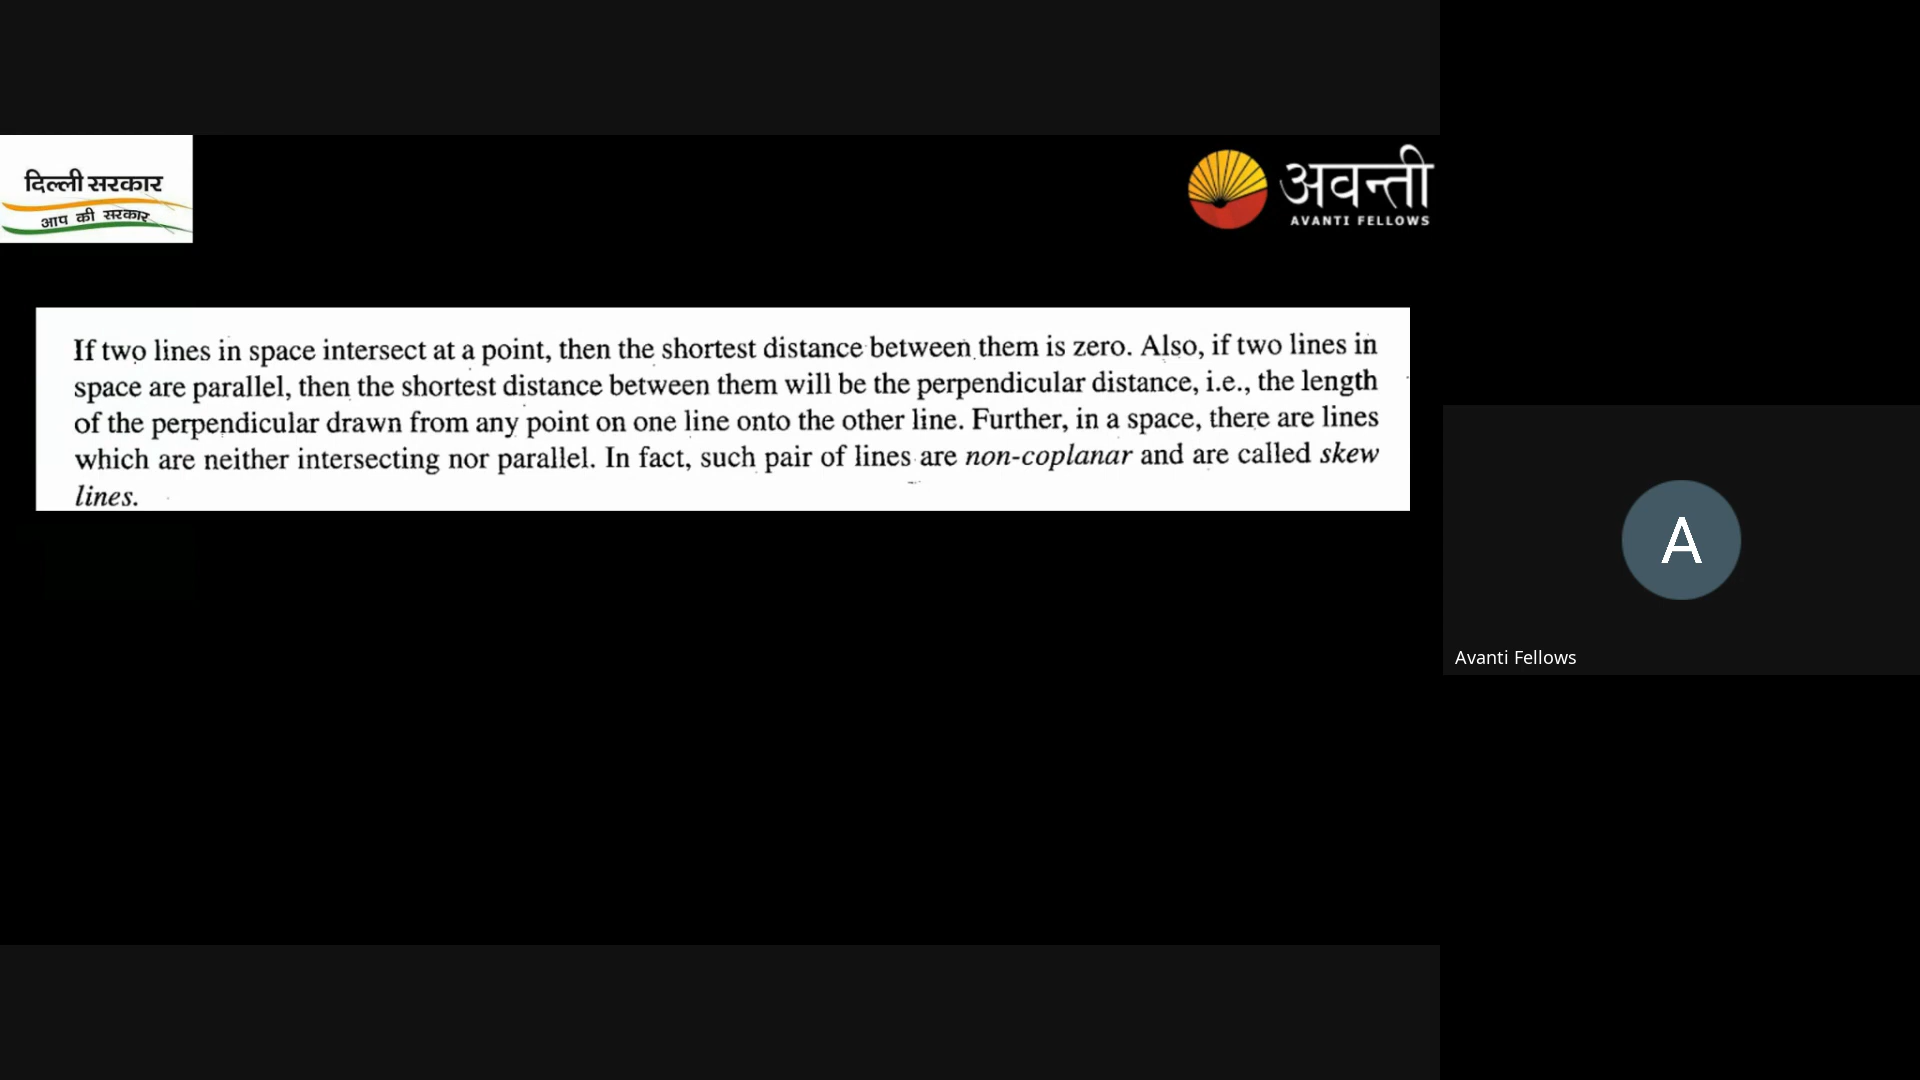 दिल्ली सरकार
आप की सरकार
अवन्ती
AVANTI FELLOWS
If two lines in space intersect at a point, then the shortest distance between them is zero. Also, if two lines in
space are parallel, then the shortest distance between them will be the perpendicular distance, i.e., the length
of the perpendicular drawn from any point on one line onto the other line. Further, in a space, there are lines
which are neither intersecting nor parallel. In fact, such pair of lines are non-coplanar and are called skew
lines.
A
Avanti Fellows